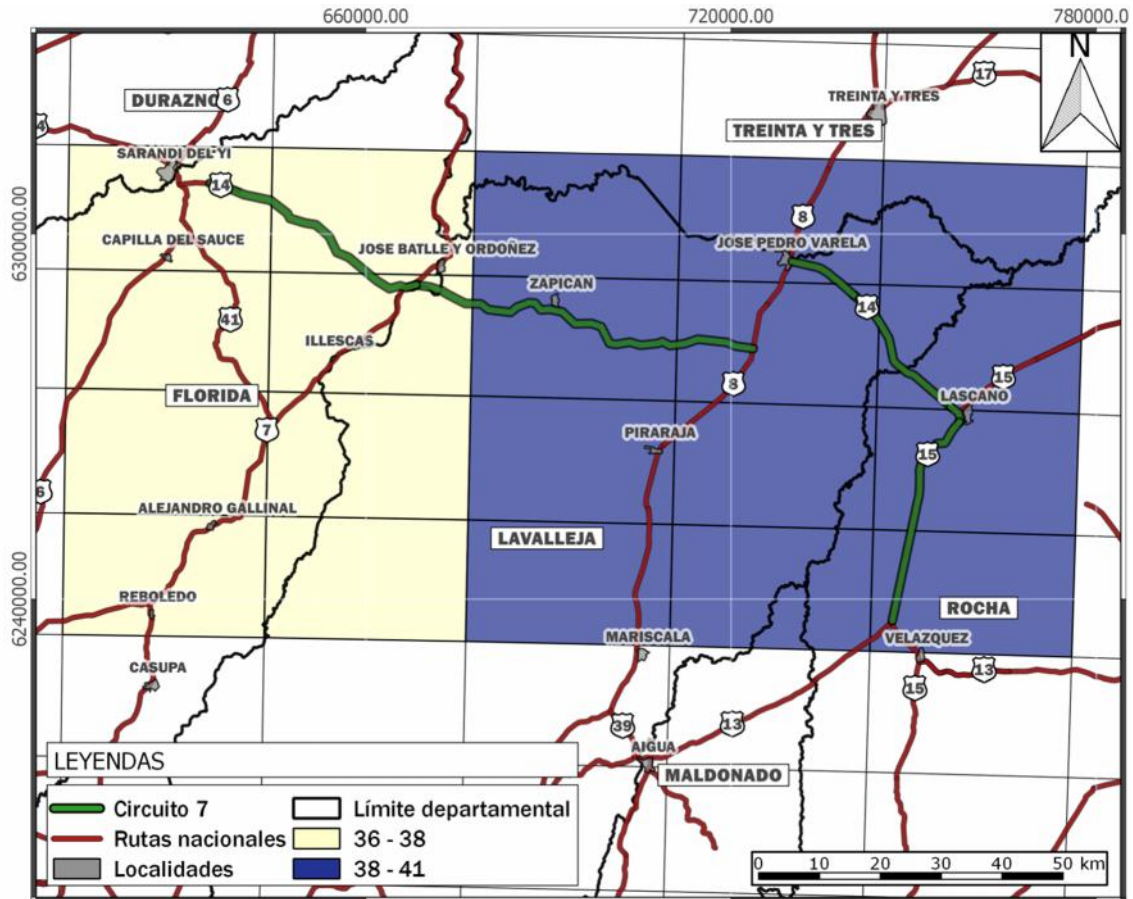 660000.00
720000.00
780000.0
N
17
TREINTA Y TRES
DURAZNO
6
4
TREINTA Y TRES
SARANDI DEL YI
14
8
CAPILLA DEL SAUCE
JOSE BATLLE Y ORDOÑEZ
JOSE PEDRO VARELA
6300000.00
ZAPICAN
14
41
ILLESCAS
15
8
FLORIDA
LASCANO
7
PIRARAJA
15
6
ALEJANDRO GALLINAL
LAVALLEJA
6240000.00
REBOLEDO
ROCHA
MARISCALA
VELAZQUEZ
CASUPA
13
15
39
13
AIGUA
MALDONADO
LEYENDAS
Circuito 7
Límite departamental
Rutas nacionales
36 - 38
Localidades
38 - 41
0 10 20 30 40 50 km